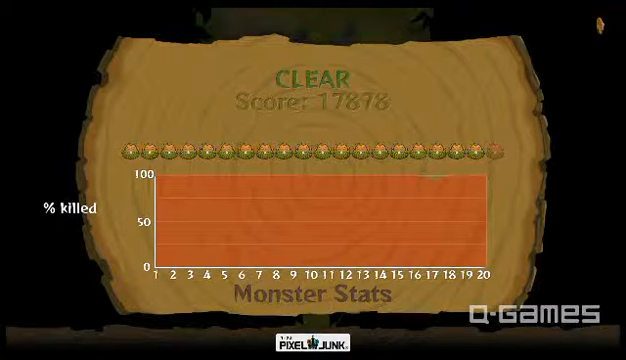 CLEAR
Score: 17878
100
% killed
50
0
1 2 3 4 5 6 7 8 9 10 11 12 13 14 15 16 17 18 19 20
Monster Stats
Q-GAMES
PIXELJUNK